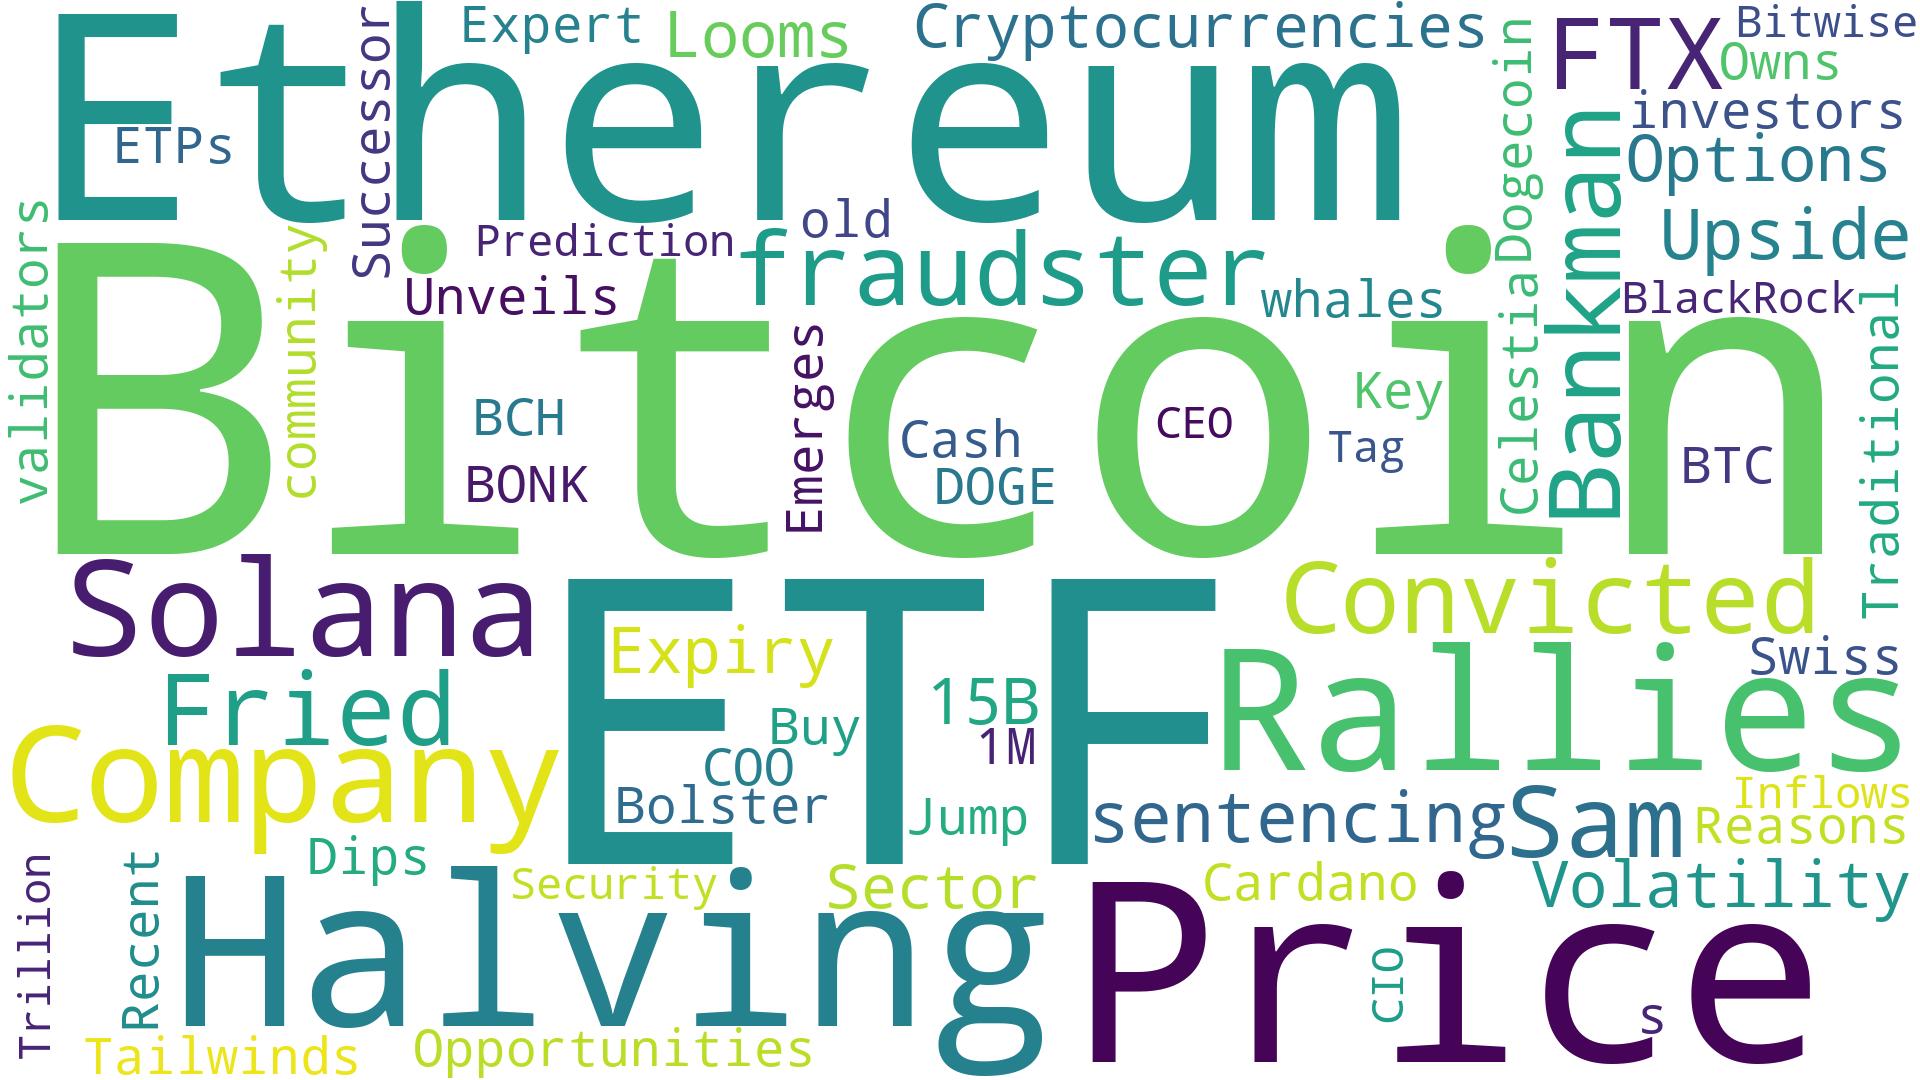 Ethereum
Successor
Expert
Looms
Cryptocurrencies
FTX
Bitwise
Owns
investors
Options
ETPs
Dogecoin
Bankman
Upside
validators
community
Prediction
old
Unveils
fraudster
whales
BlackRock
Traditional
Bitcoin
Emerges
Key
Celestia
BCH
Cash
CEO
Tag
BTC
BONK
DOGE
Solana
ETF
Convicted
Expiry
Rallies
Swiss
Fried
15B
Buy
1M
Company
COO
Bolster
Jump
sentencing
Sam
Inflows
Reasons
Dips
Security
Sector
Cardano
Volatility
Trillion
Recent
Halving
Price
CIO
s
Tailwinds
Opportunities